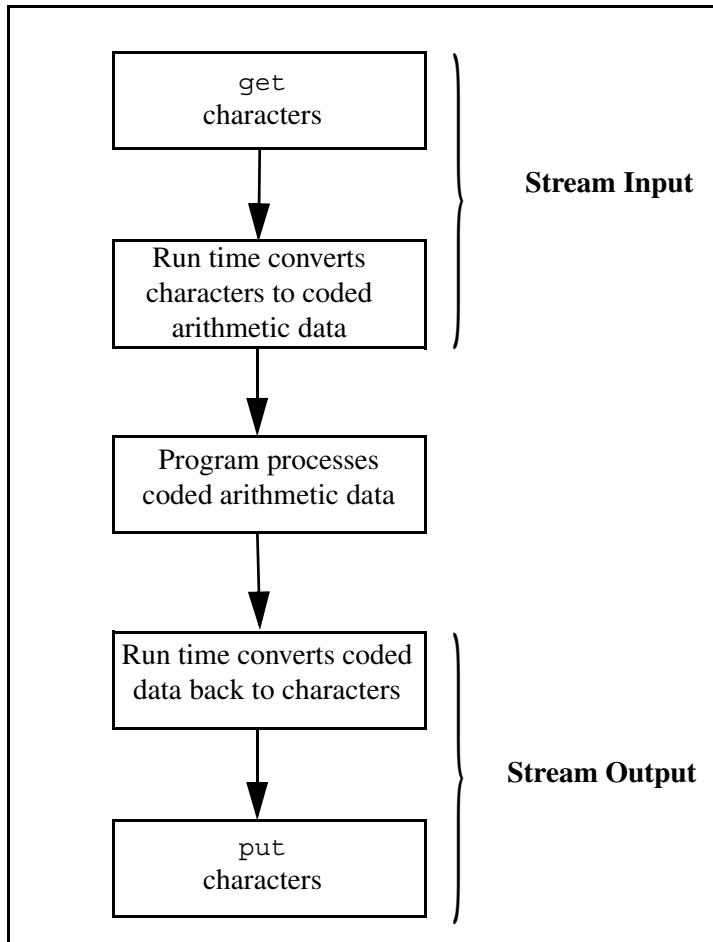 get
characters
Stream Input
Run time converts
characters to coded
arithmetic data
Program processes
coded arithmetic data
Run time converts coded
data back to characters
Stream Output
put
characters